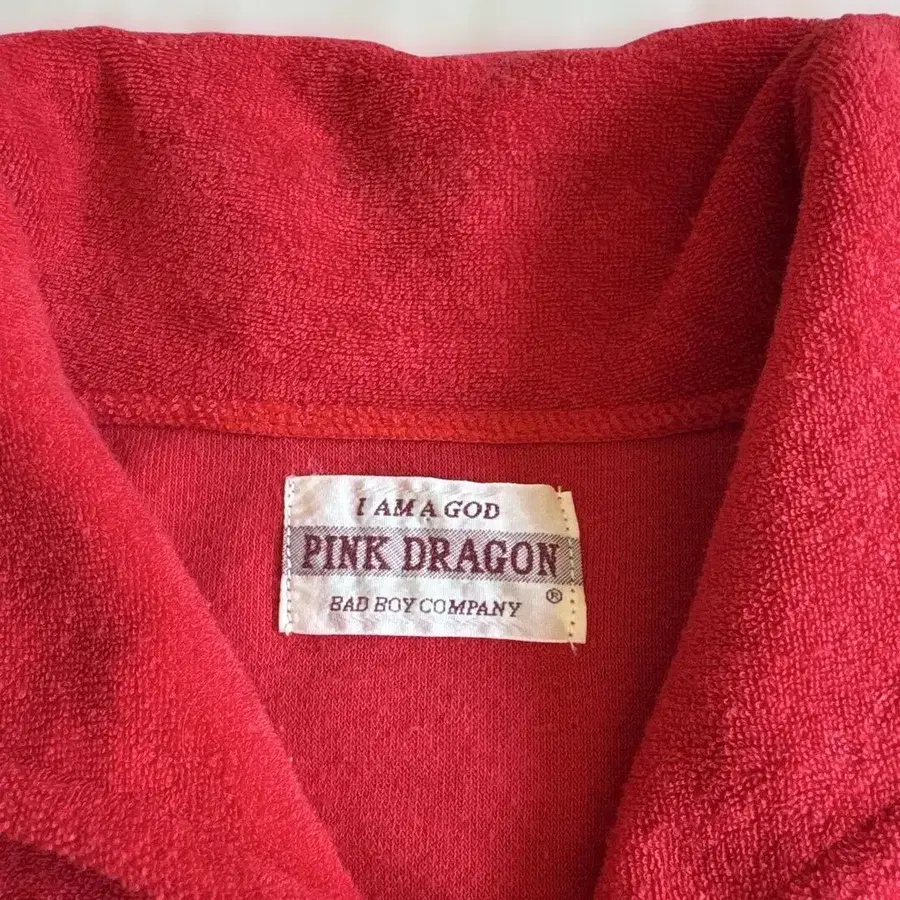 I AM A GOD
PINK DRAGON
®
BAD BOY COMPANY